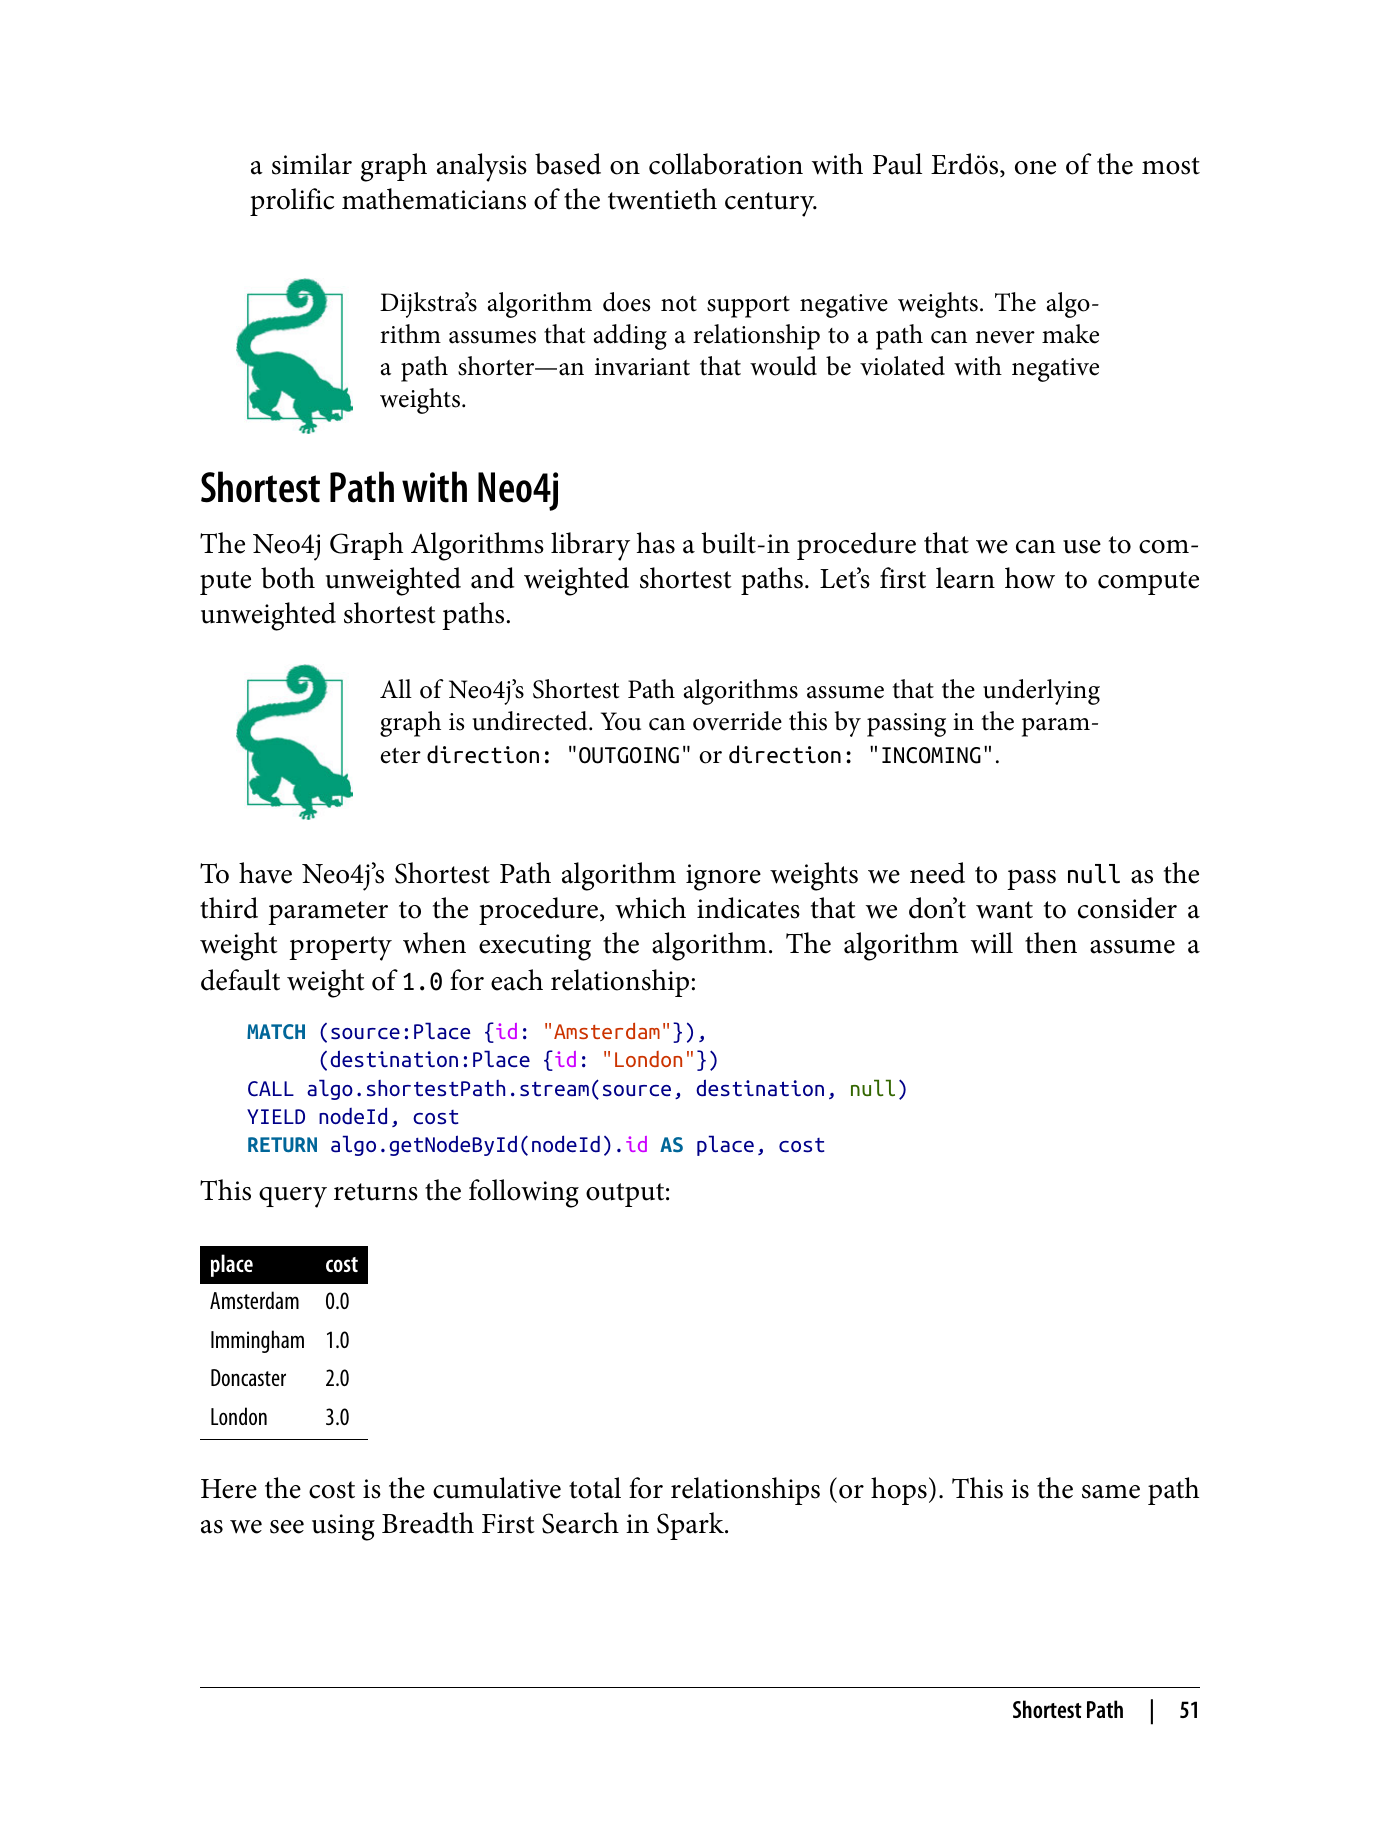 a similar graph analysis based on collaboration with Paul Erdös, one of the most
prolific mathematicians of the twentieth century.
Dijkstra’s algorithm does not support negative weights. The algo-
rithm assumes that adding a relationship to a path can never make
a path shorter—an invariant that would be violated with negative
weights.
Shortest Path with Neo4j
The Neo4j Graph Algorithms library has a built-in procedure that we can use to com-
pute both unweighted and weighted shortest paths. Let’s first learn how to compute
unweighted shortest paths.
All of Neo4j’s Shortest Path algorithms assume that the underlying
graph is undirected. You can override this by passing in the param-
eter direction: "OUTGOING" or direction: "INCOMING".
To have Neo4j’s Shortest Path algorithm ignore weights we need to pass null as the
third parameter to the procedure, which indicates that we don’t want to consider a
weight property when executing the algorithm. The algorithm will then assume a
default weight of 1.0 for each relationship:
MATCH (source:Place {id: "Amsterdam"}),
      (destination:Place {id: "London"})
CALL algo.shortestPath.stream(source, destination, null)
YIELD nodeId, cost
RETURN algo.getNodeById(nodeId).id AS place, cost
This query returns the following output:
place cost
Amsterdam 0.0
Immingham 1.0
Doncaster 2.0
London 3.0
Here the cost is the cumulative total for relationships (or hops). This is the same path
as we see using Breadth First Search in Spark.
Shortest Path | 51